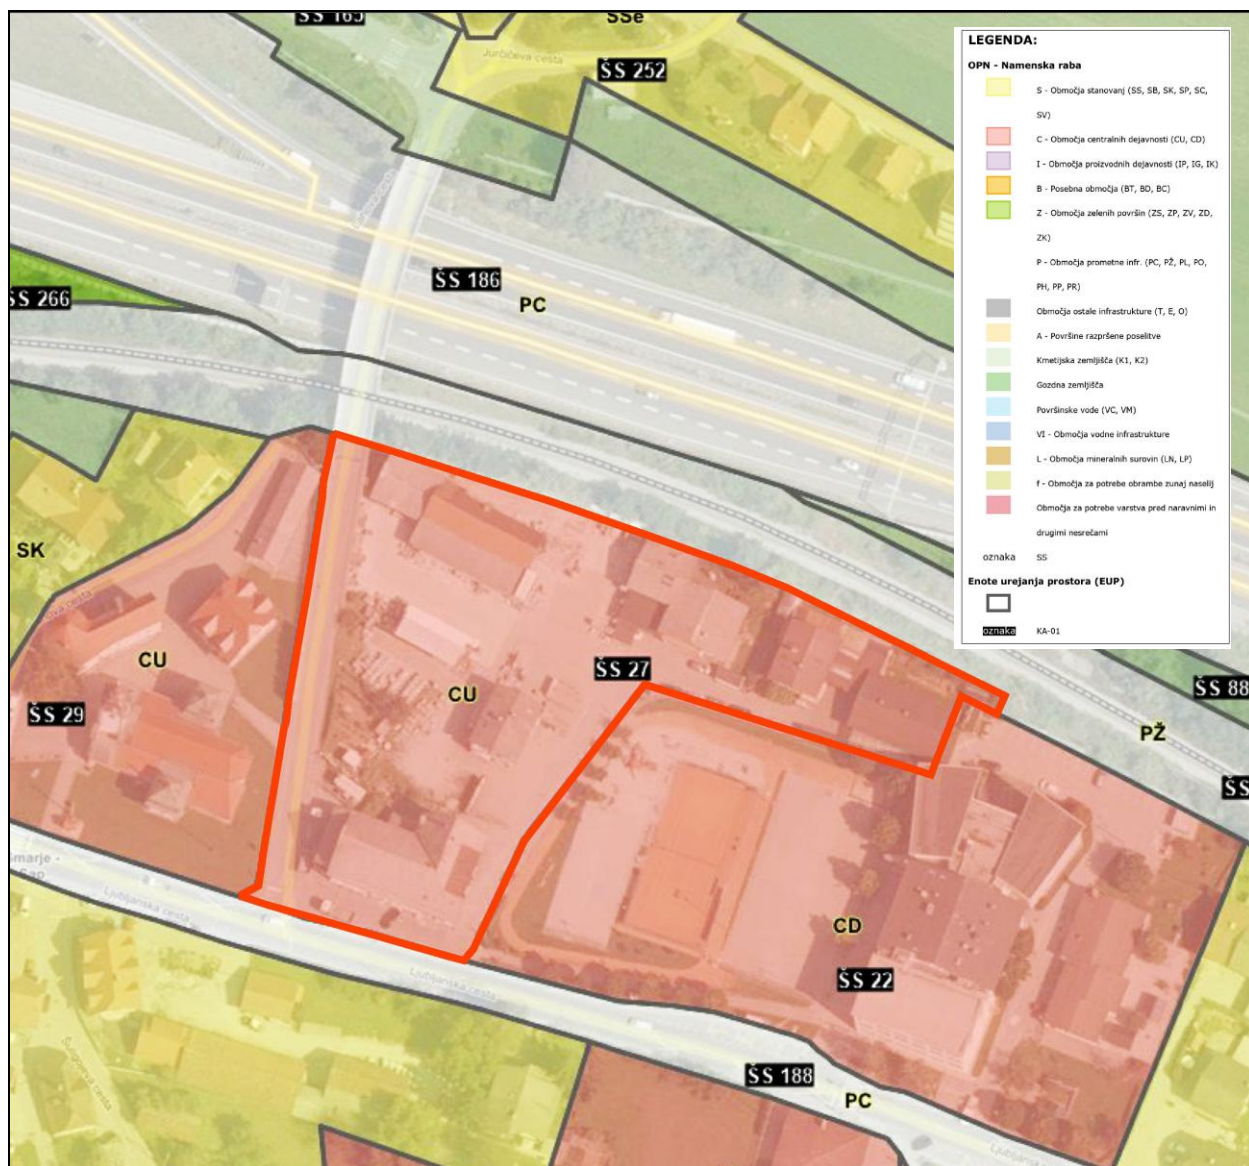 ŠS 165
SSe
Jurčičeva cesta
ŠS 252
ŠS 186
PC
ŠS 266
SK
CU
ŠS 29
CU
ŠS 27
ŠS 88
PŽ
ŠS
CD
ŠS 22
Šmarje -
Sap
Ljubljanska cesta
Ljubljanska cesta
ŠS 188
PC
LEGENDA:
OPN - Namenska raba
S - Območja stanovanj (SS, SB, SK, SP, SC,
SV)
C - Območja centralnih dejavnosti (CU, CD)
I - Območja proizvodnih dejavnosti (IP, IG, IK)
B - Posebna območja (BT, BD, BC)
Z - Območja zelenih površin (ZS, ZP, ZV, ZD,
ZK)
P - Območja prometne infr. (PC, PŽ, PL, PO,
PH, PP, PR)
Območja ostale infrastrukture (T, E, O)
A - Površine razpršene poselitve
Kmetijska zemljišča (K1, K2)
Gozdna zemljišča
Površinske vode (VC, VM)
VI - Območja vodne infrastrukture
L - Območja mineralnih surovin (LN, LP)
f - Območja za potrebe obrambe zunaj naselij
Območja za potrebe varstva pred naravnimi in
drugimi nesrečami
oznaka SS
Enote urejanja prostora (EUP)
oznaka KA-01